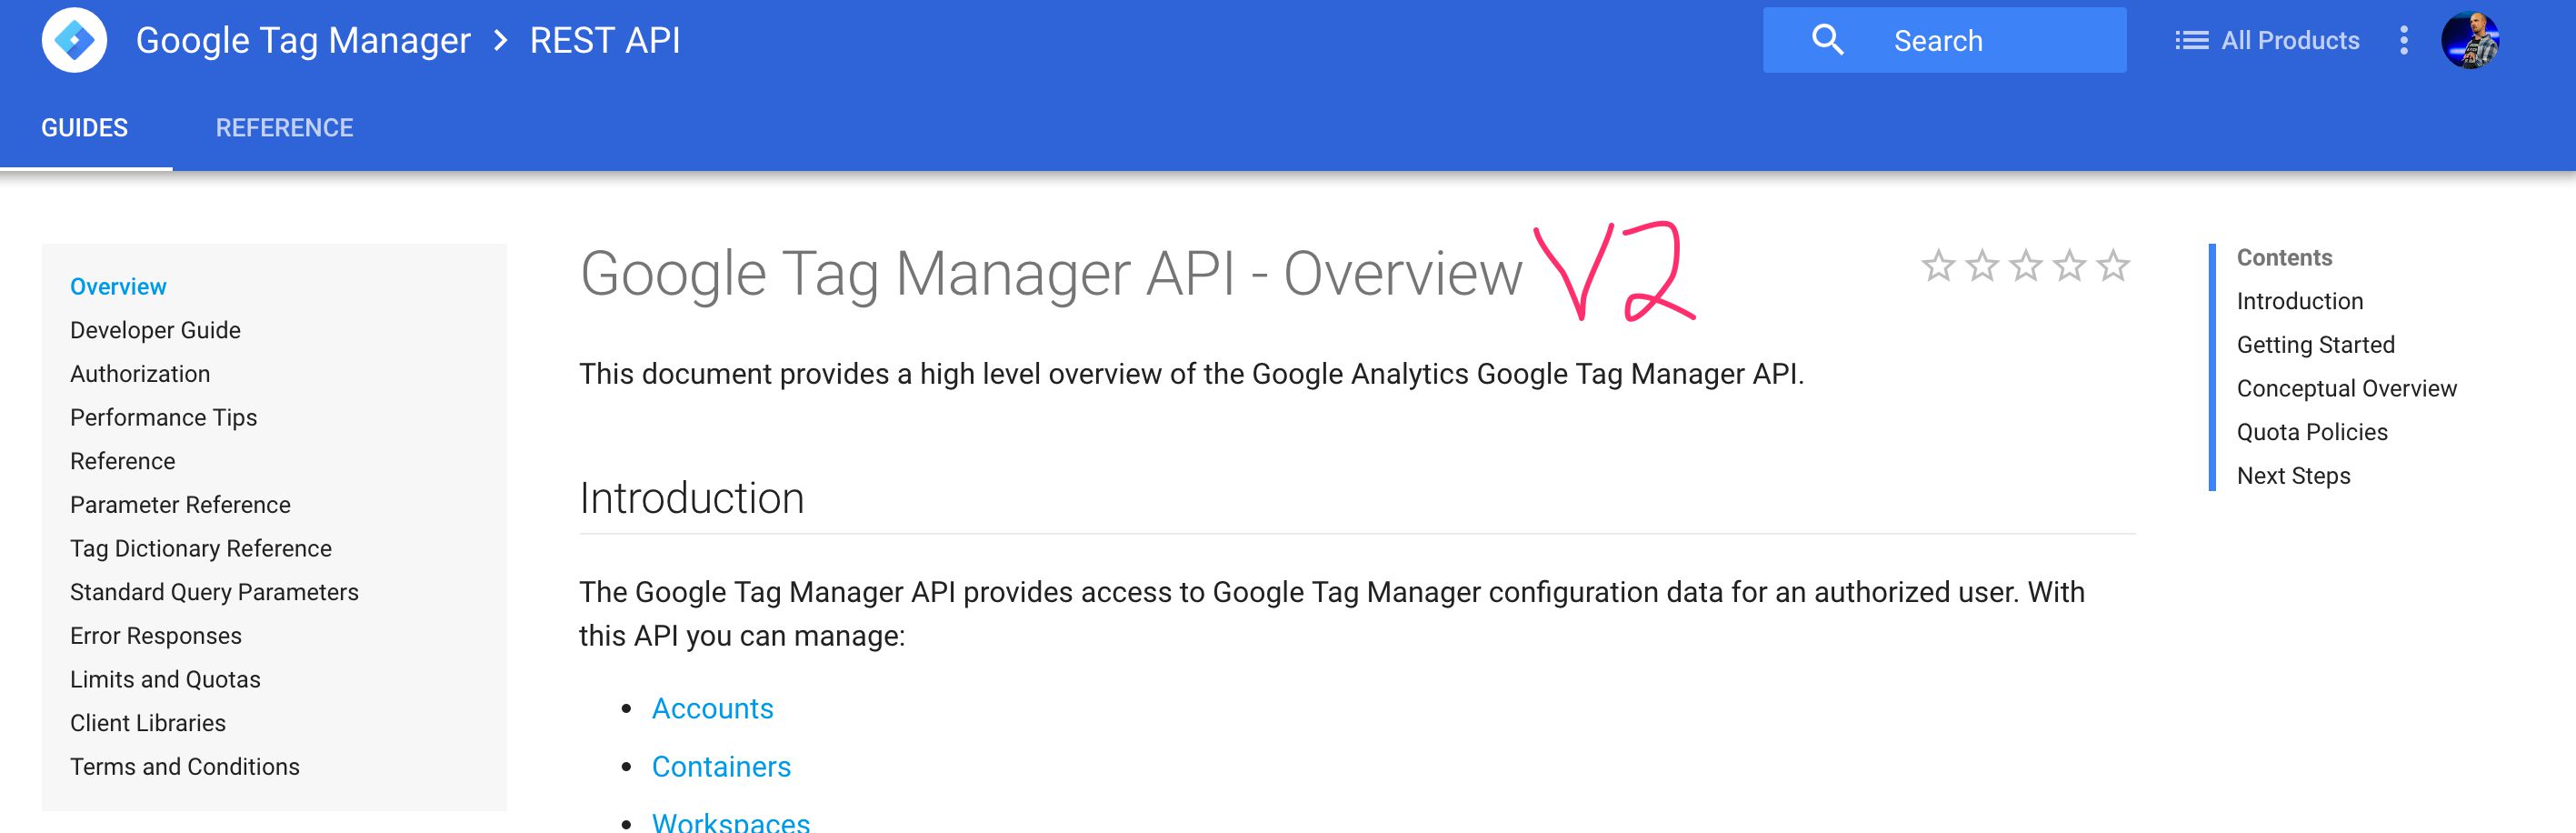 Google Tag Manager > REST API
Search
All Products
GUIDES
REFERENCE
Overview
Developer Guide
Authorization
Performance Tips
Reference
Parameter Reference
Tag Dictionary Reference
Standard Query Parameters
Error Responses
Limits and Quotas
Client Libraries
Terms and Conditions
Google Tag Manager API - Overview V2
This document provides a high level overview of the Google Analytics Google Tag Manager API.
Introduction
The Google Tag Manager API provides access to Google Tag Manager configuration data for an authorized user. With
this API you can manage:
• Accounts
• Containers
• Workspaces
Contents
Introduction
Getting Started
Conceptual Overview
Quota Policies
Next Steps